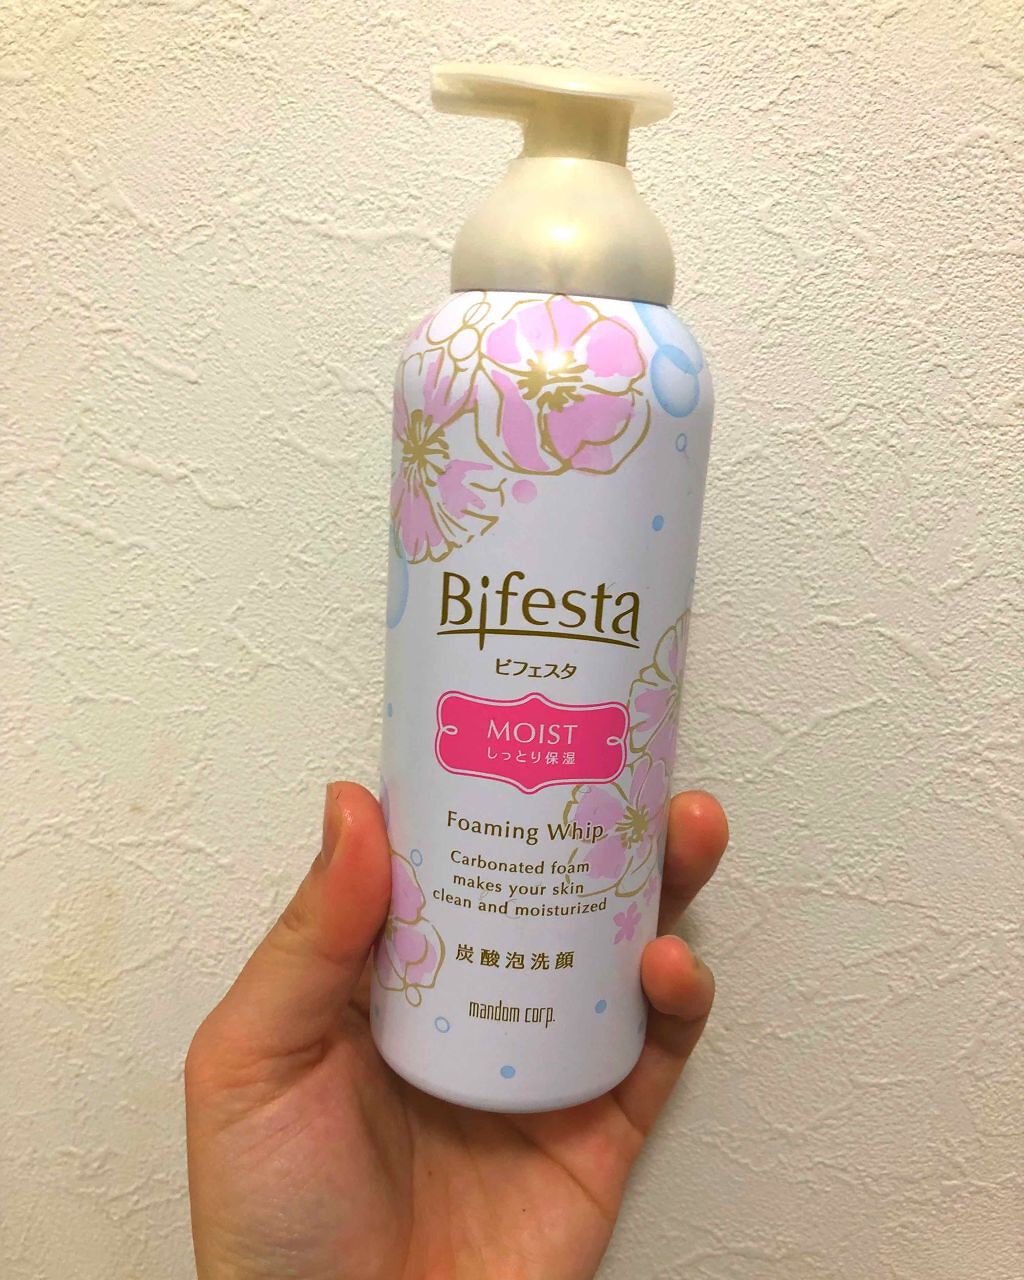 Bifesta
ビフェスタ
MOIST
しっとり保湿
Foaming Whip
Carbonated foam
makes your skin
clean and moisturized
炭酸泡洗顔
mandom corp.